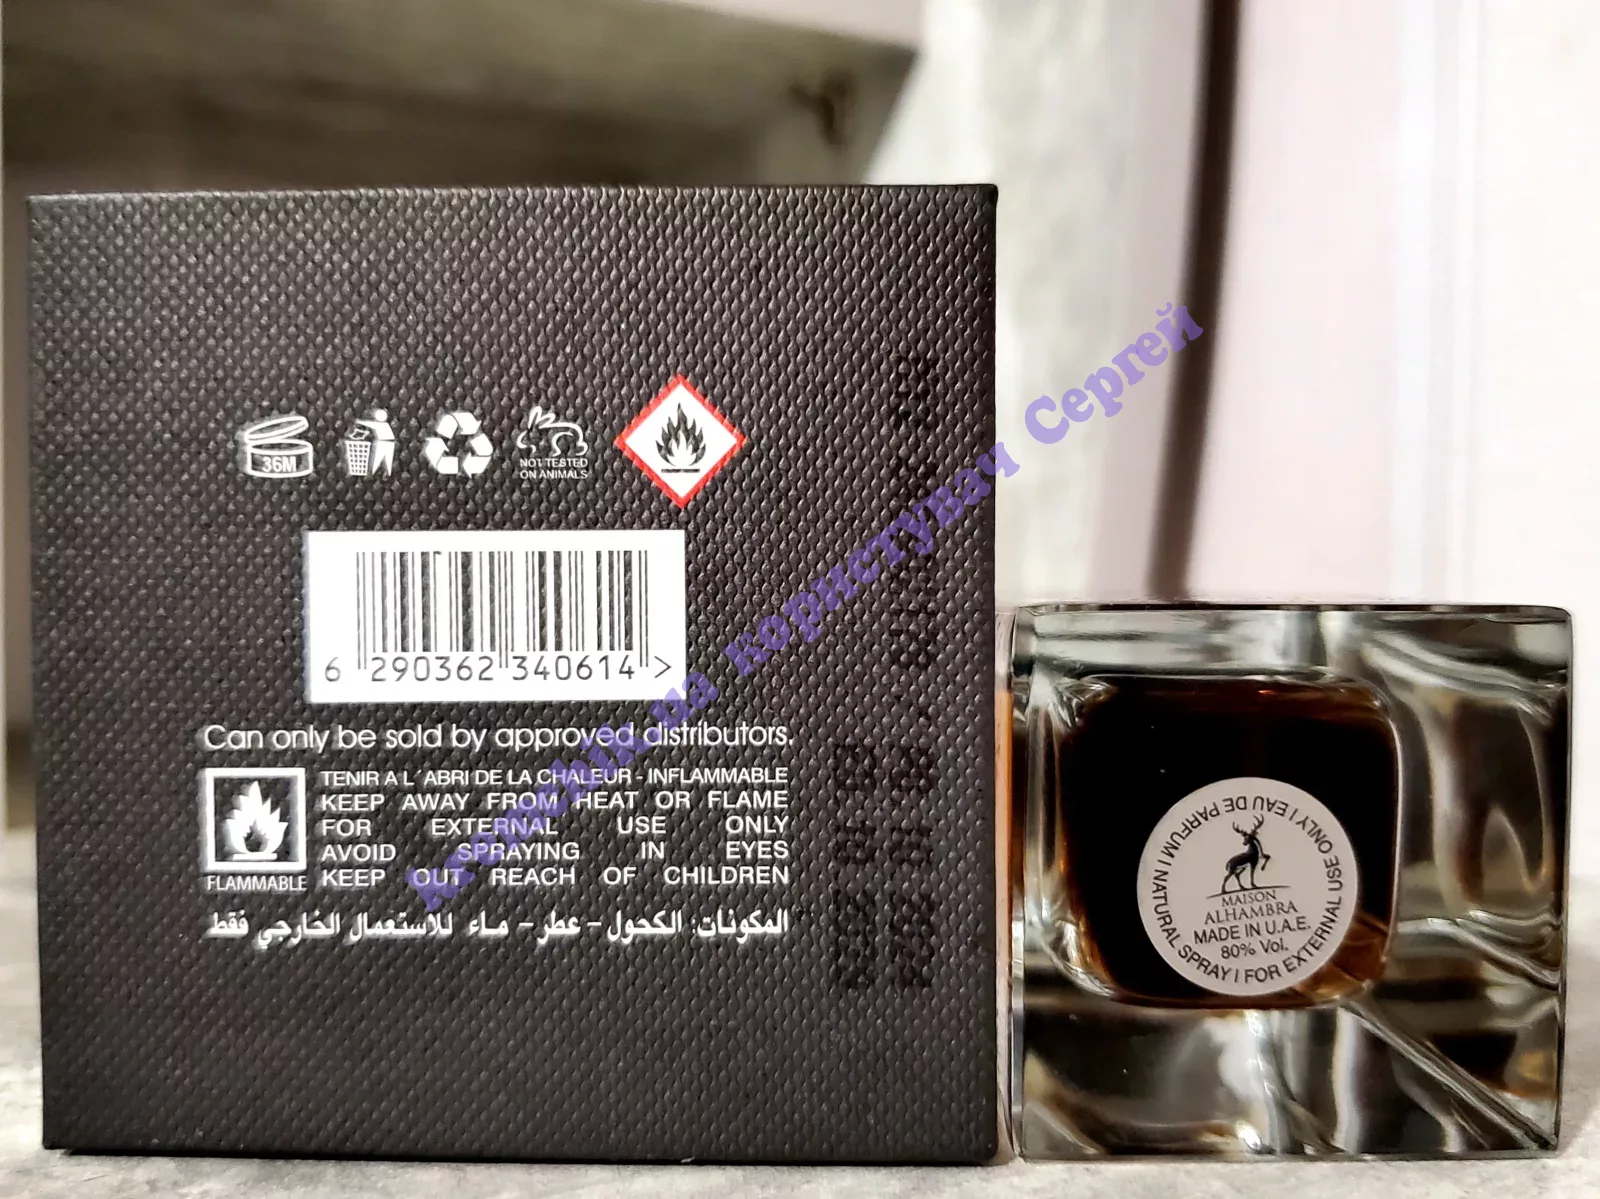 36M
NOT TESTED
ON ANIMALS
6 290362 340614 >
Can only be sold by approved distributors.
TENIR A L´ABRI DE LA CHALEUR - INFLAMMABLE
KEEP AWAY FROM HEAT OR FLAME
FOR EXTERNAL USE ONLY
AVOID SPRAYING IN EYES
KEEP OUT REACH OF CHILDREN
FLAMMABLE
المكونات: الكحول - عطر - ماء للاستعمال الخارجي فقط
EAU DE PARFUM | NATURAL SPRAY | FOR EXTERNAL USE ONLY |
MAISON
ALHAMBRA
MADE IN U.A.E.
80% Vol.
користувач Сергей